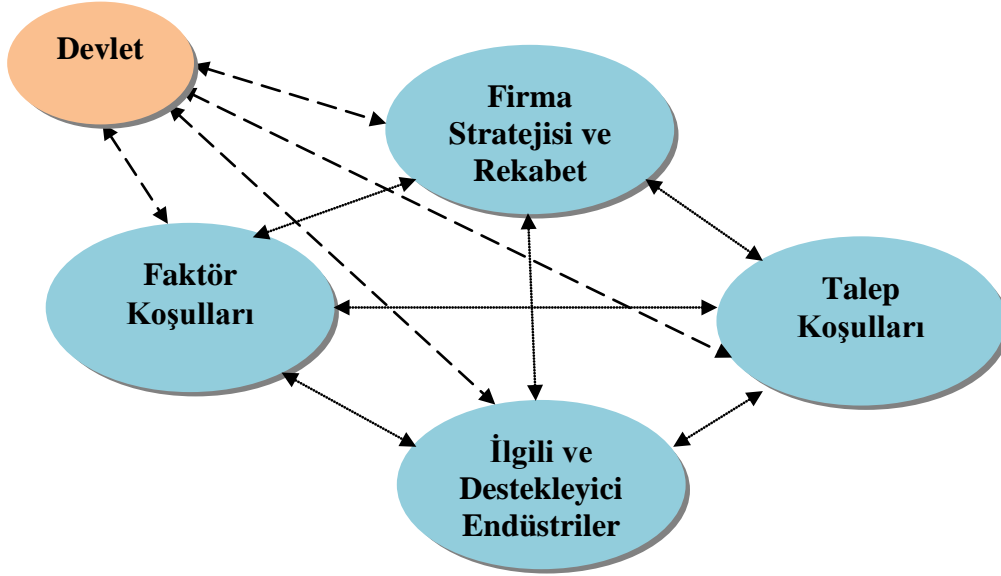 Devlet
Firma
Stratejisi ve
Rekabet
Faktör
Koşulları
Talep
Koşulları
İlgili ve
Destekleyici
Endüstriler